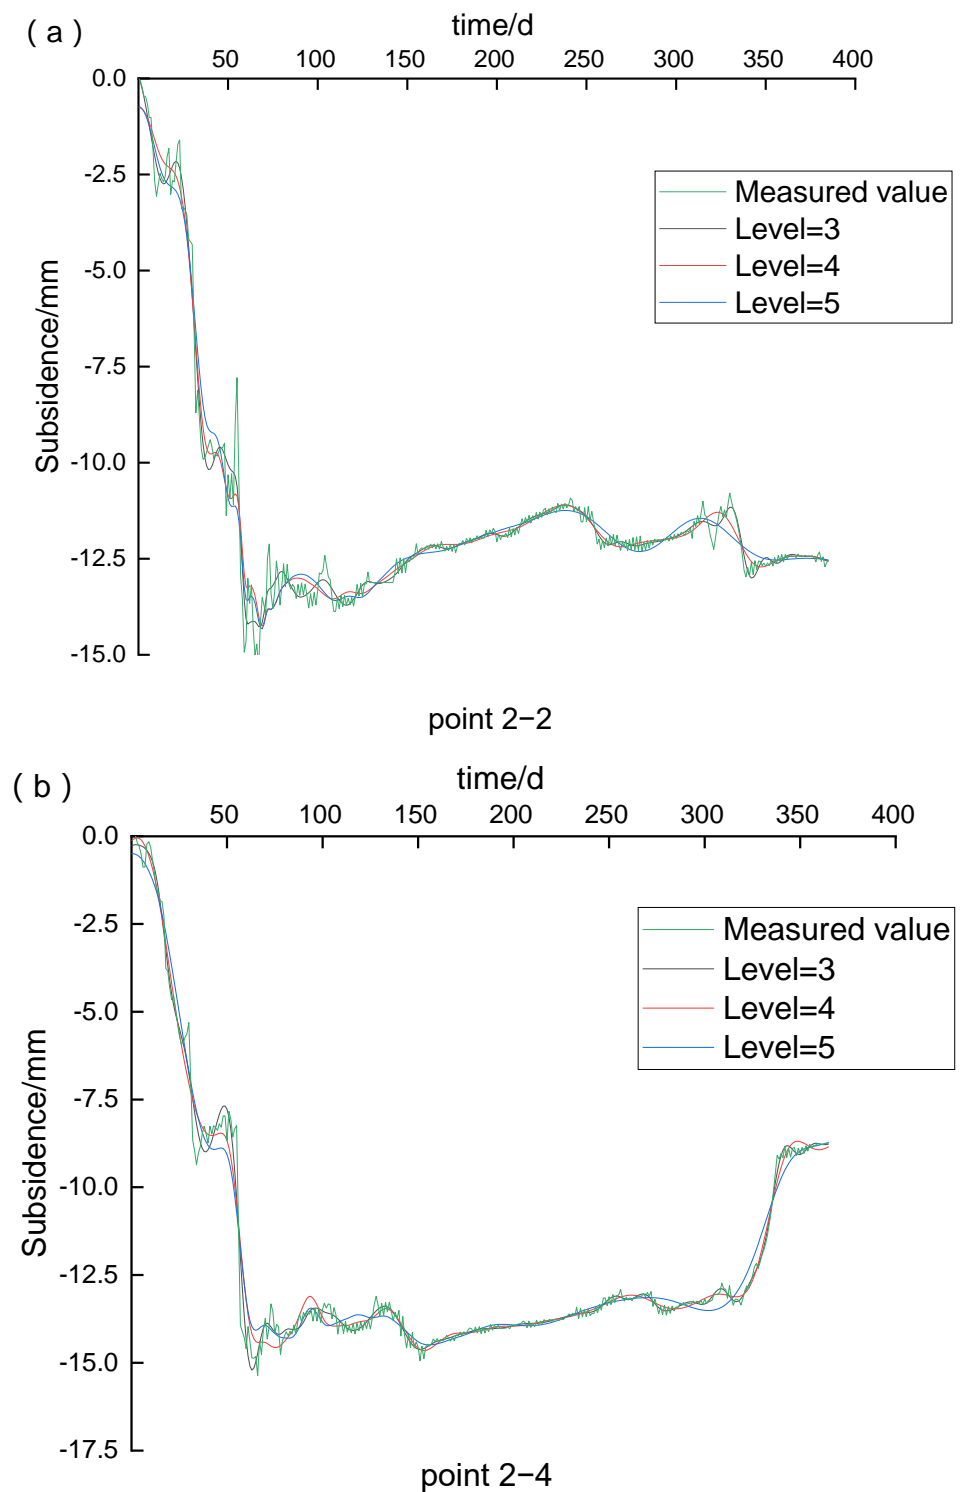 ( a )
time/d
50 100 150 200 250 300 350 400
0.0
-2.5
-5.0
-7.5
-10.0
-12.5
-15.0
Subsidence/mm
Measured value
Level=3
Level=4
Level=5
point 2−2
( b )
time/d
50 100 150 200 250 300 350 400
0.0
-2.5
-5.0
-7.5
-10.0
-12.5
-15.0
-17.5
Subsidence/mm
Measured value
Level=3
Level=4
Level=5
point 2−4